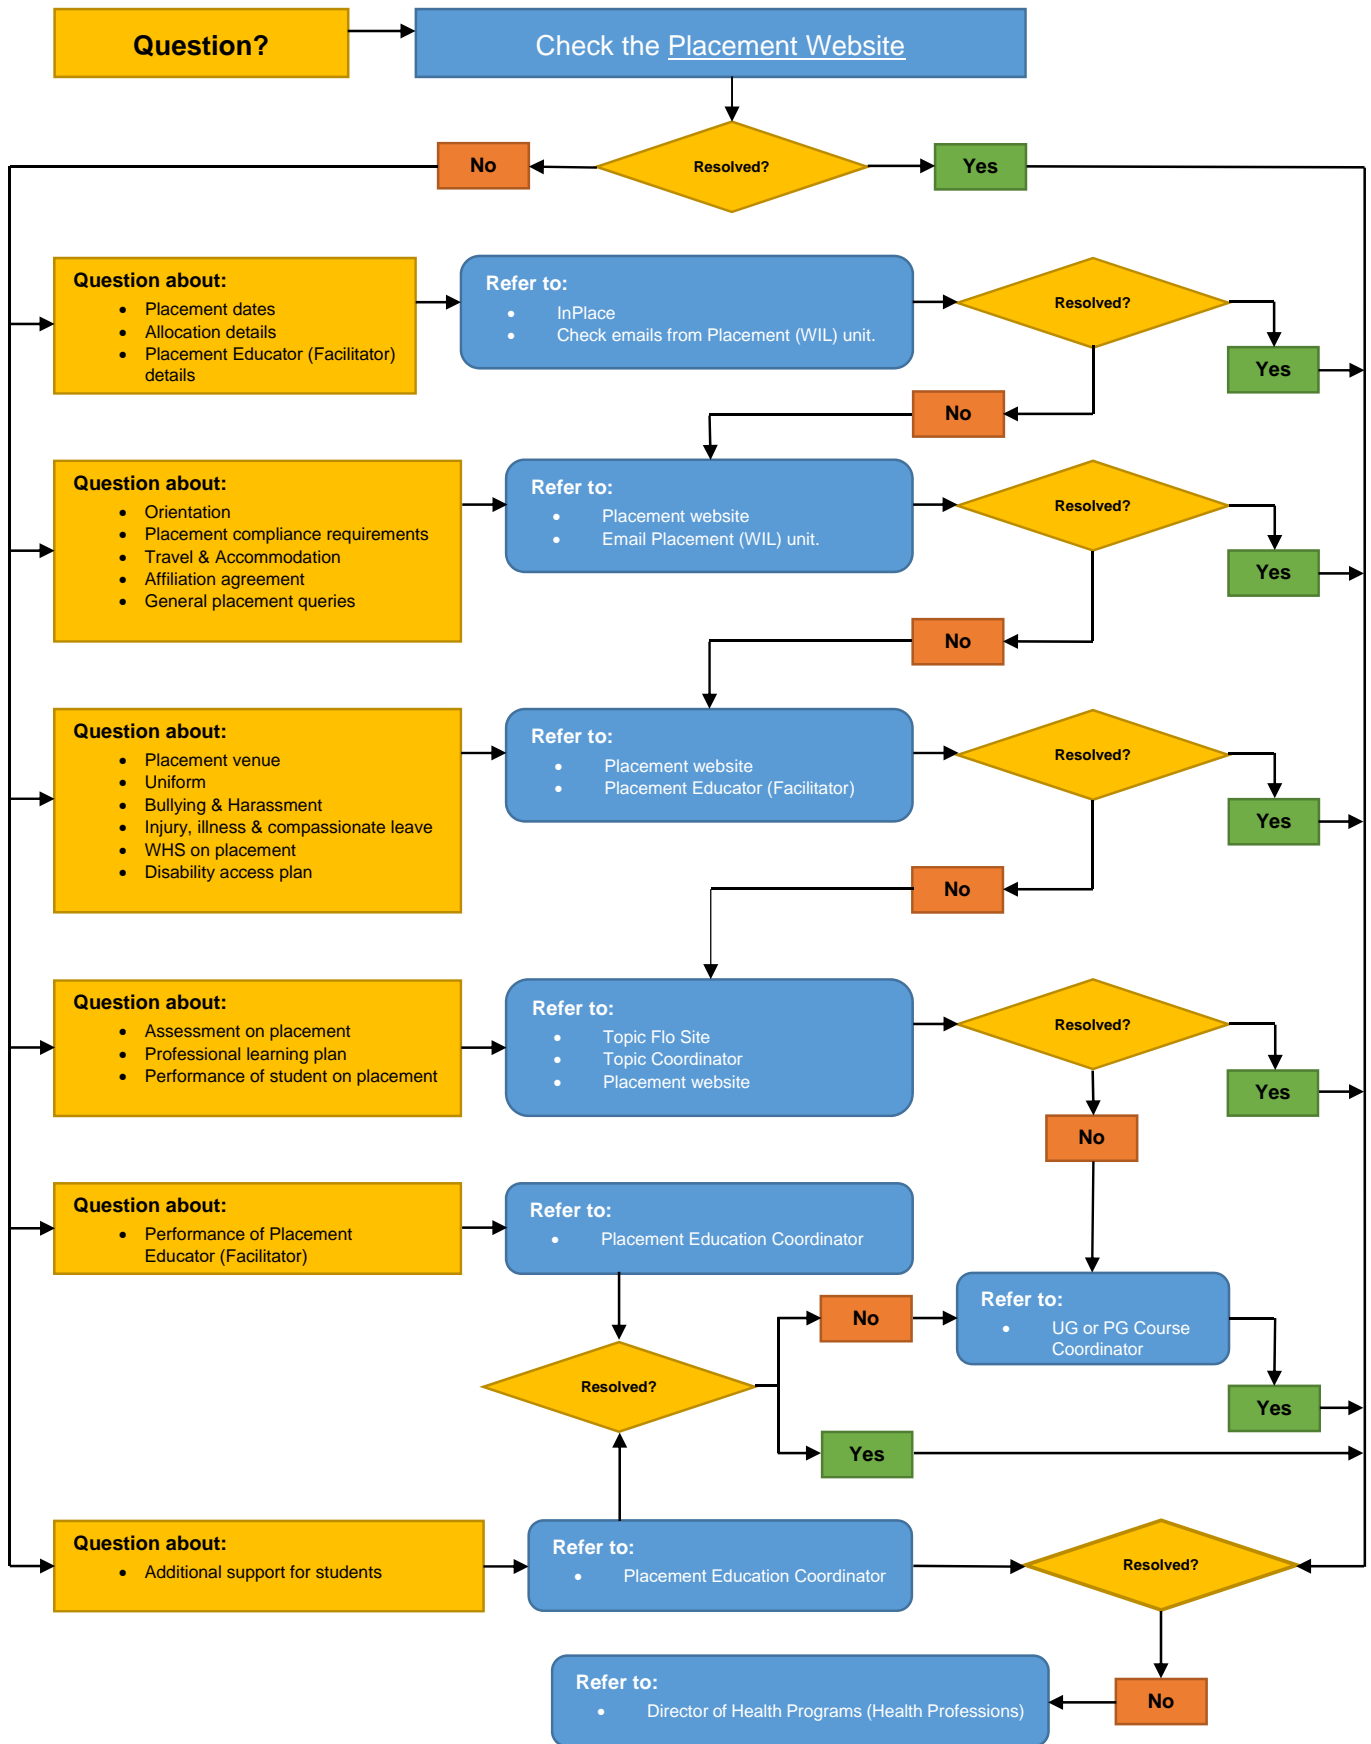 Question?
Check the Placement Website
Resolved?
No
Yes
Question about:
• Placement dates
• Allocation details
• Placement Educator (Facilitator)
details
Refer to:
• InPlace
• Check emails from Placement (WIL) unit.
Resolved?
Yes
No
Question about:
• Orientation
• Placement compliance requirements
• Travel & Accommodation
• Affiliation agreement
• General placement queries
Refer to:
• Placement website
• Email Placement (WIL) unit.
Resolved?
Yes
No
Question about:
• Placement venue
• Uniform
• Bullying & Harassment
• Injury, illness & compassionate leave
• WHS on placement
• Disability access plan
Refer to:
• Placement website
• Placement Educator (Facilitator)
Resolved?
Yes
No
Question about:
• Assessment on placement
• Professional learning plan
• Performance of student on placement
Refer to:
• Topic Flo Site
• Topic Coordinator
• Placement website
Resolved?
Yes
No
Question about:
• Performance of Placement
Educator (Facilitator)
Refer to:
• Placement Education Coordinator
Resolved?
No
Refer to:
• UG or PG Course
Coordinator
Yes
Yes
Question about:
• Additional support for students
Refer to:
• Placement Education Coordinator
Resolved?
No
Refer to:
• Director of Health Programs (Health Professions)